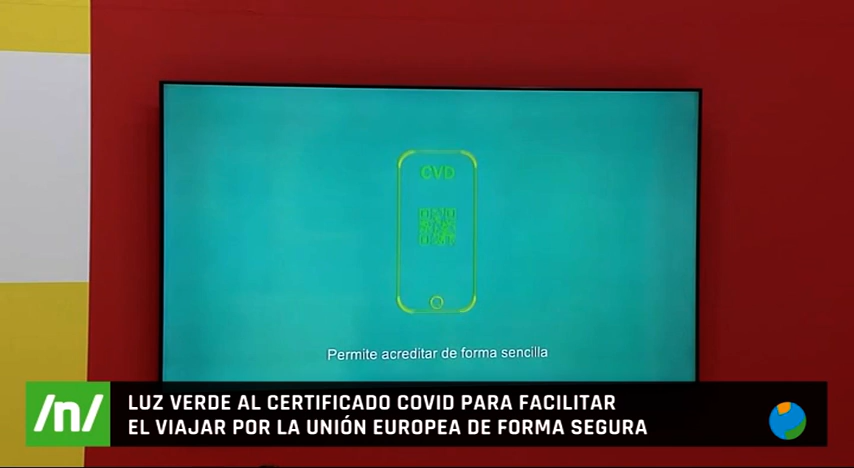 CVD
Permite acreditar de forma sencilla
/n/
LUZ VERDE AL CERTIFICADO COVID PARA FACILITAR
EL VIAJAR POR LA UNIÓN EUROPEA DE FORMA SEGURA